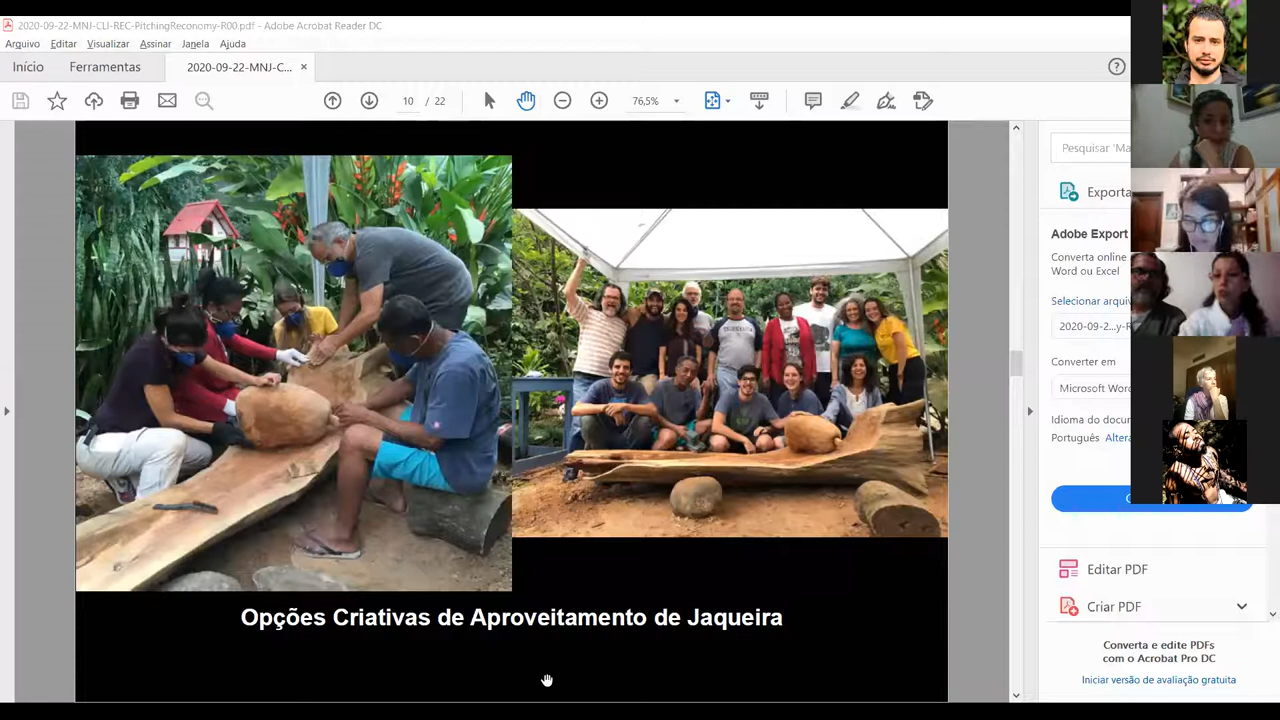 2020-09-22-MNJ-CLI-REC-PitchingReconomy-R00.pdf - Adobe Acrobat Reader DC
Arquivo Editar Visualizar Assinar Janela Ajuda
Início Ferramentas 2020-09-22-MNJ-C... ×
10 / 22 76,5%
Pesquisar 'Ma
Exporta
Adobe Export
Converta online
Word ou Excel
Selecionar arqui
2020-09-2...y-R
Converter em
Microsoft Word
Idioma do docum
Português Altera
Editar PDF
Criar PDF
Converta e edite PDFs
com o Acrobat Pro DC
Iniciar versão de avaliação gratuita
Opções Criativas de Aproveitamento de Jaqueira